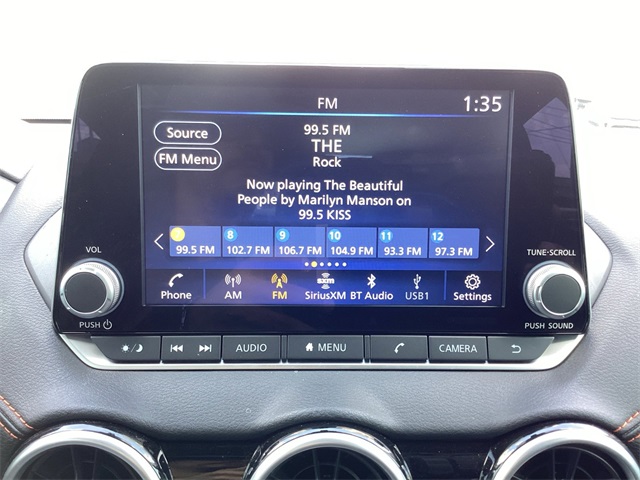 FM
1:35
Source
99.5 FM
THE
FM Menu
Rock
Now playing The Beautiful
People by Marilyn Manson on
99.5 KISS
8 9 10 11 12
99.5 FM 102.7 FM 106.7 FM 104.9 FM 93.3 FM 97.3 FM
VOL
TUNE·SCROLL
SXM
Phone AM FM SiriusXM BT Audio USB1 Settings
PUSH
PUSH SOUND
AUDIO MENU CAMERA